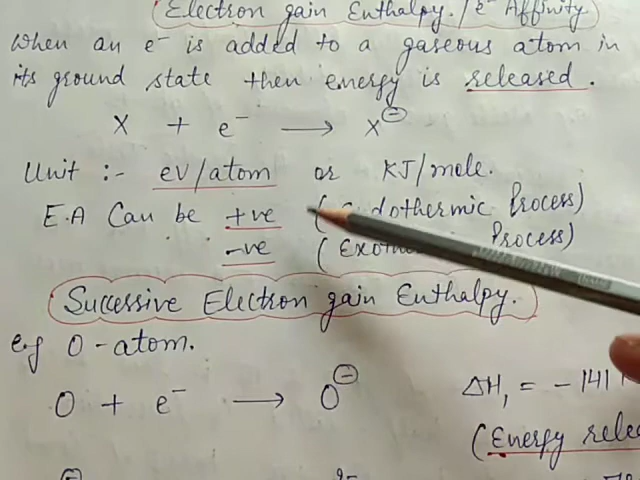 Electron gain Enthalpy. / e⁻ Affinity
When an e⁻ is added to a gaseous atom in
its ground state then energy is released.
X + e⁻ → X⊖
Unit :- eV/atom or KJ/mole.
E.A Can be +ve ( Process)
-ve ( Process)
Successive Electron gain Enthalpy.
e.g O-atom.
O + e⁻ → O⊖ ΔH₁ = - 141
(Energy